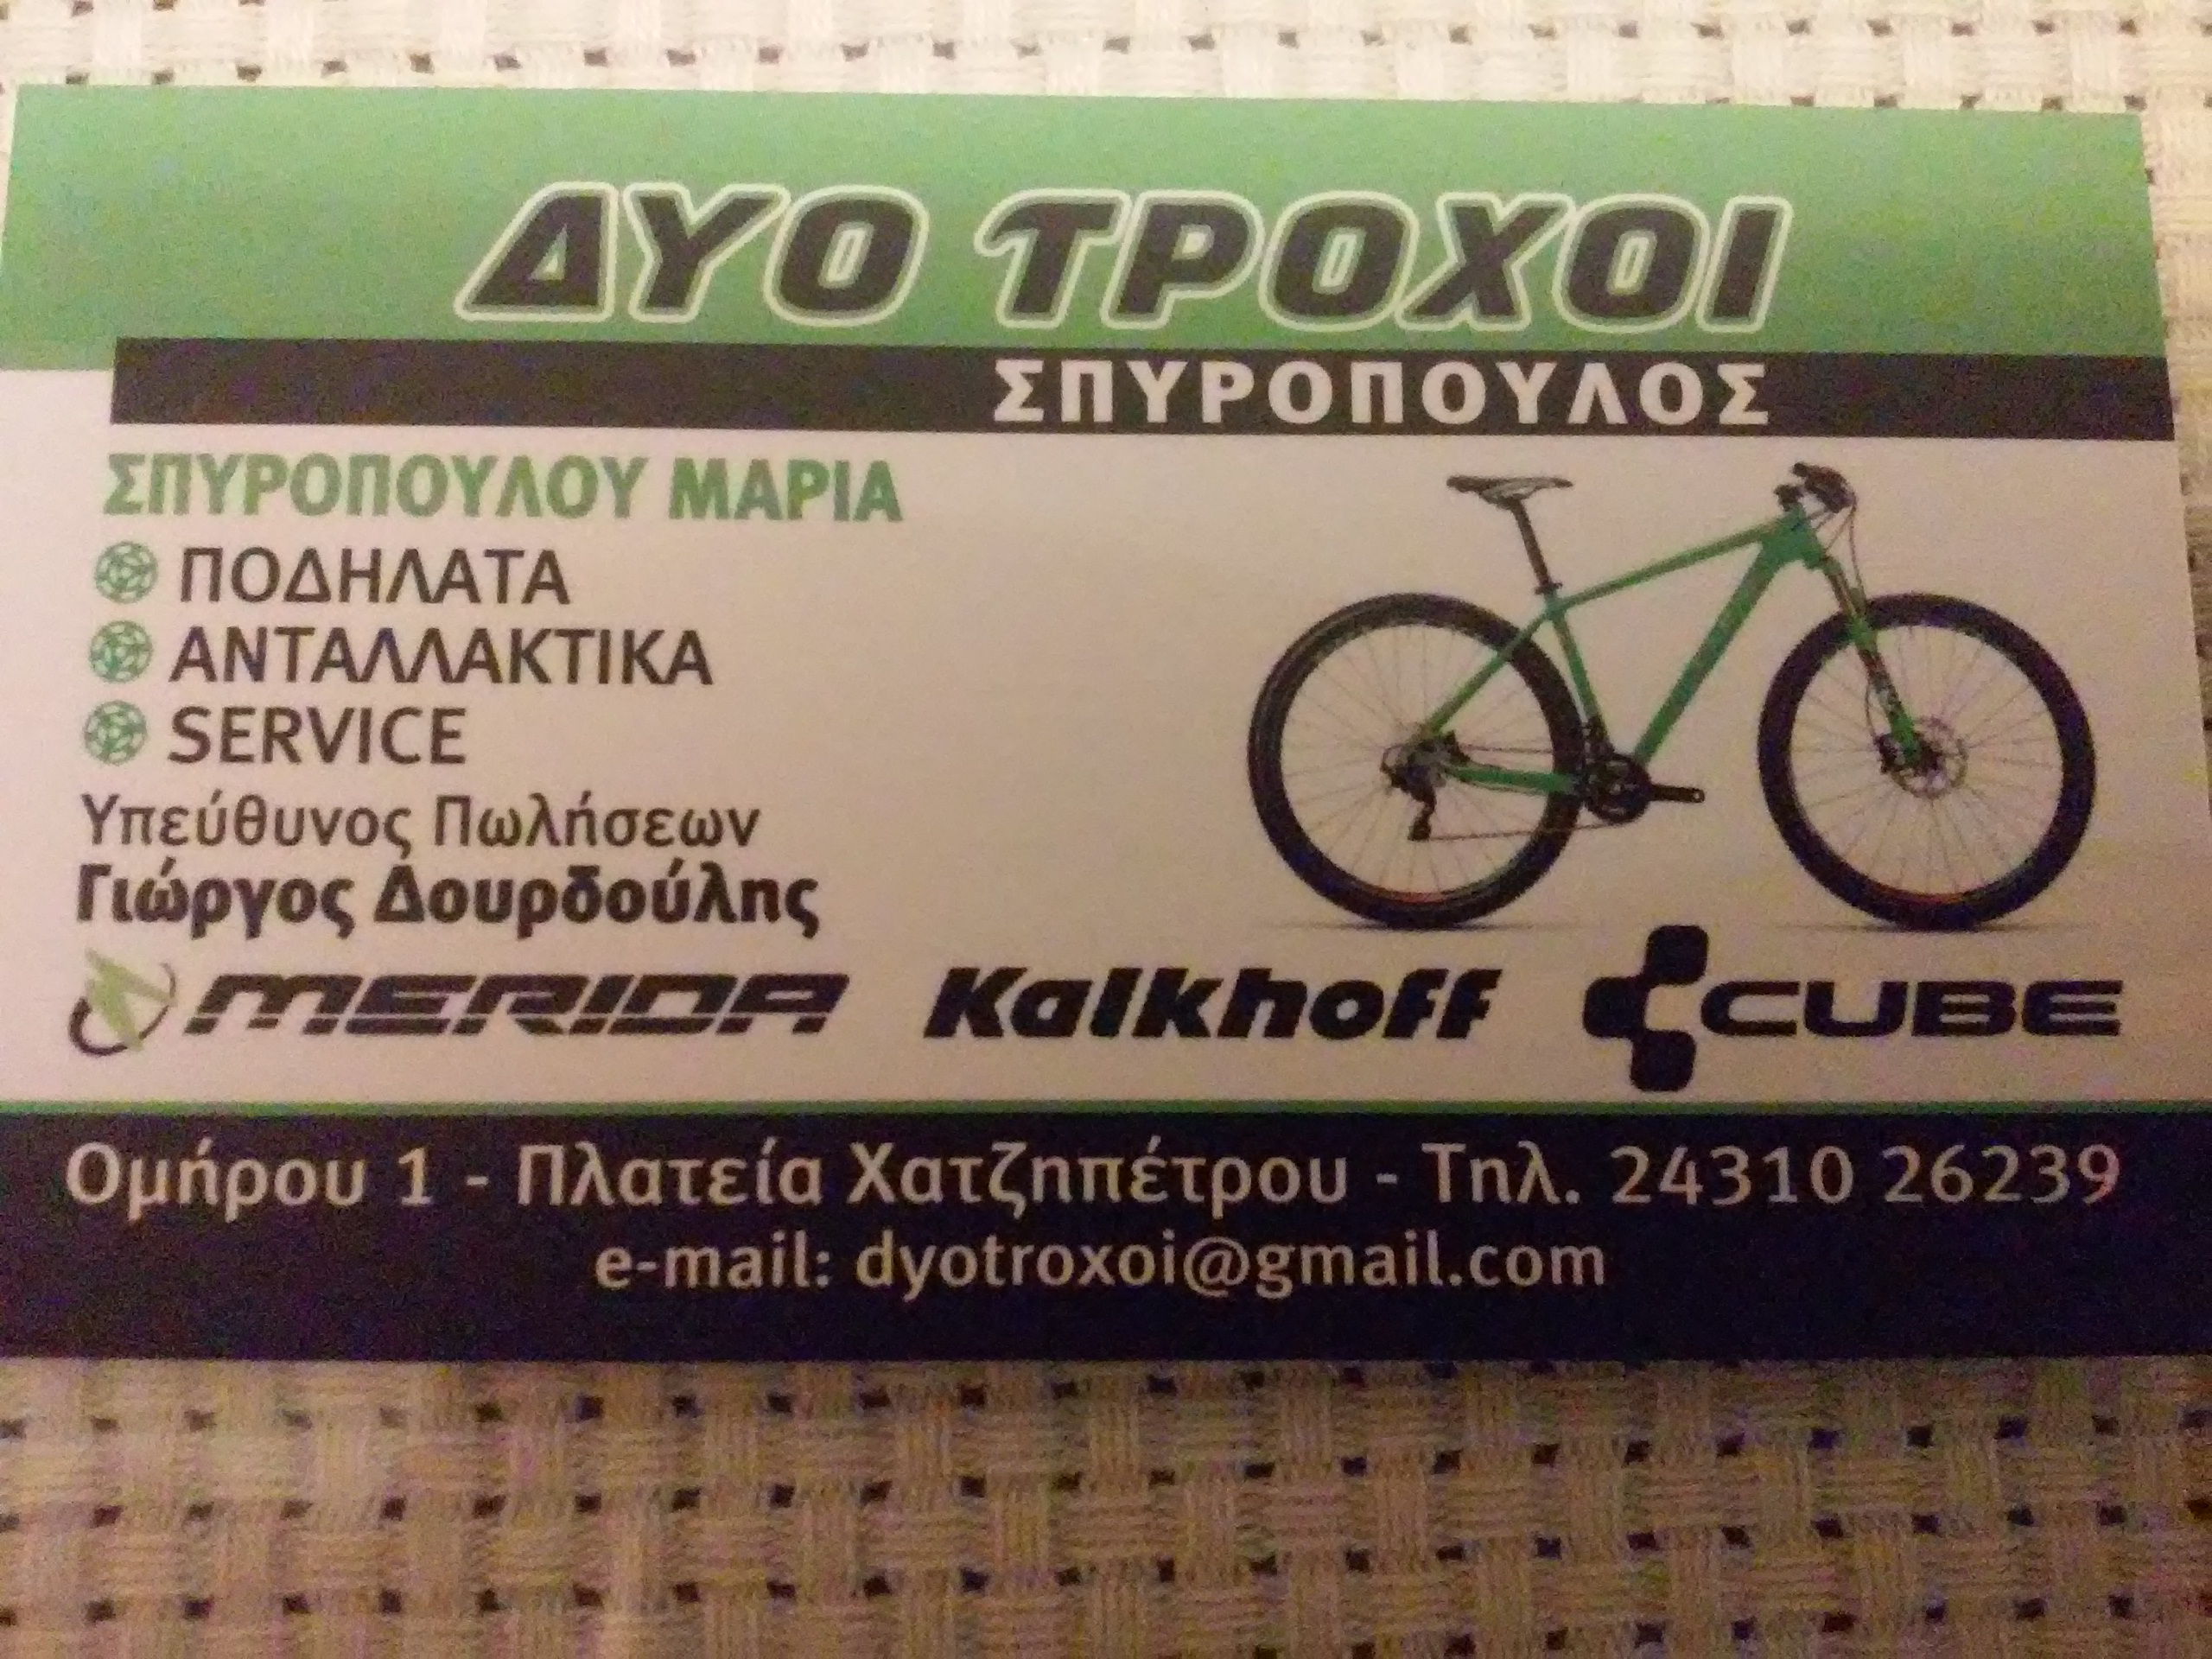 ΔΥΟ ΤΡΟΧΟΙ
ΣΠΥΡΟΠΟΥΛΟΣ
ΣΠΥΡΟΠΟΥΛΟΥ ΜΑΡΙΑ
ΠΟΔΗΛΑΤΑ
ΑΝΤΑΛΛΑΚΤΙΚΑ
SERVICE
Υπεύθυνος Πωλήσεων
Γιώργος Δουρδούλης
MERIDA Kalkhoff CUBE
Ομήρου 1 - Πλατεία Χατζηπέτρου - Τηλ. 24310 26239
e-mail: dyotroxoi@gmail.com